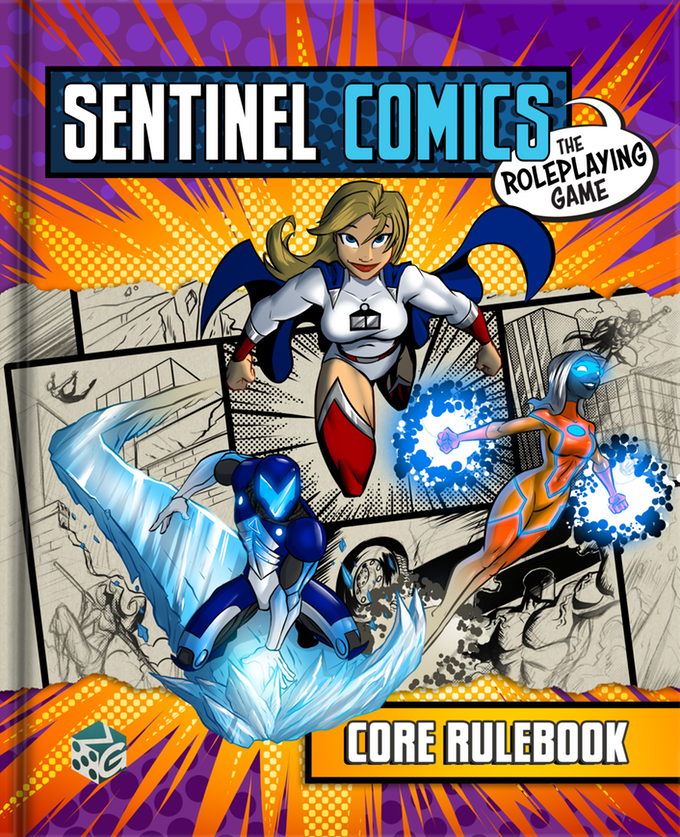 SENTINEL COMICS
THE
ROLEPLAYING
GAME
CORE RULEBOOK
G